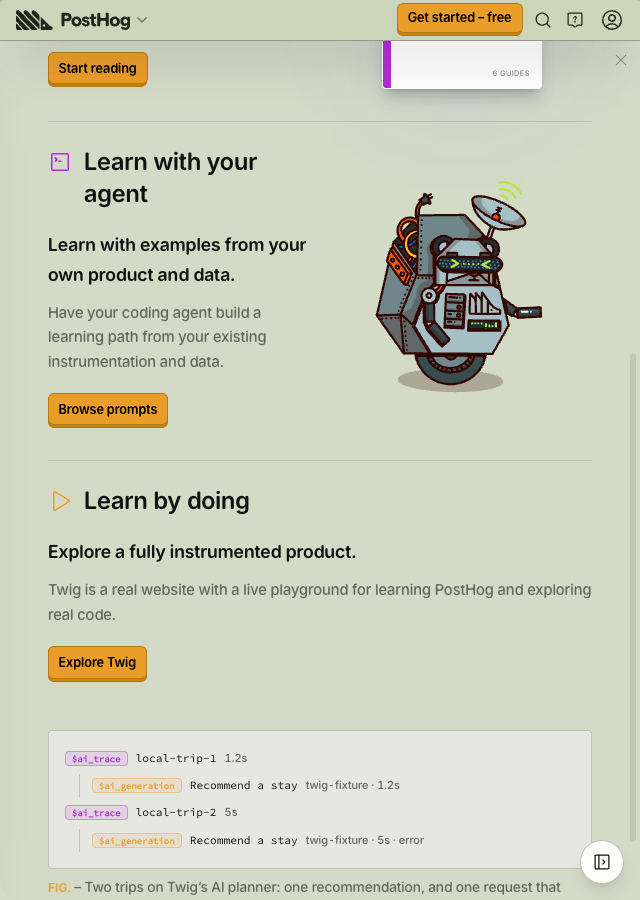 PostHog
Get started – free
Start reading
6 GUIDES
Learn with your
agent
Learn with examples from your
own product and data.
Have your coding agent build a
learning path from your existing
instrumentation and data.
Browse prompts
Learn by doing
Explore a fully instrumented product.
Twig is a real website with a live playground for learning PostHog and exploring
real code.
Explore Twig
$ai_trace local-trip-1 1.2s
$ai_generation Recommend a stay twig-fixture · 1.2s
$ai_trace local-trip-2 5s
$ai_generation Recommend a stay twig-fixture · 5s · error
FIG. – Two trips on Twig’s AI planner: one recommendation, and one request that